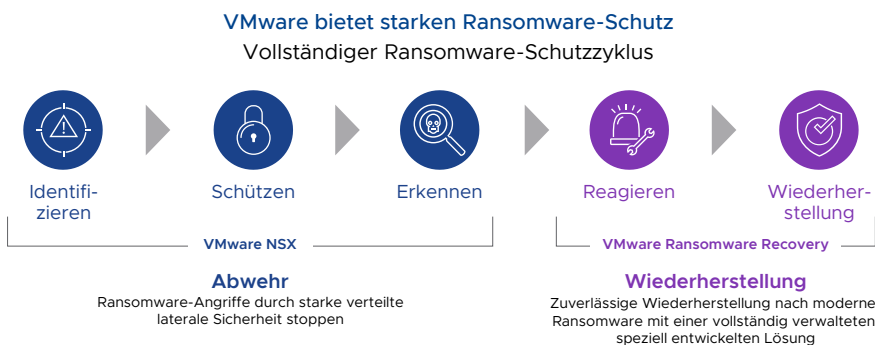 VMware bietet starken Ransomware-Schutz
Vollständiger Ransomware-Schutzzyklus
Identifi-
zieren
Schützen
Erkennen
Reagieren
Wiederher-
stellung
VMware NSX
VMware Ransomware Recovery
Abwehr
Ransomware-Angriffe durch starke verteilte
laterale Sicherheit stoppen
Wiederherstellung
Zuverlässige Wiederherstellung nach moderne
Ransomware mit einer vollständig verwalteten
speziell entwickelten Lösung